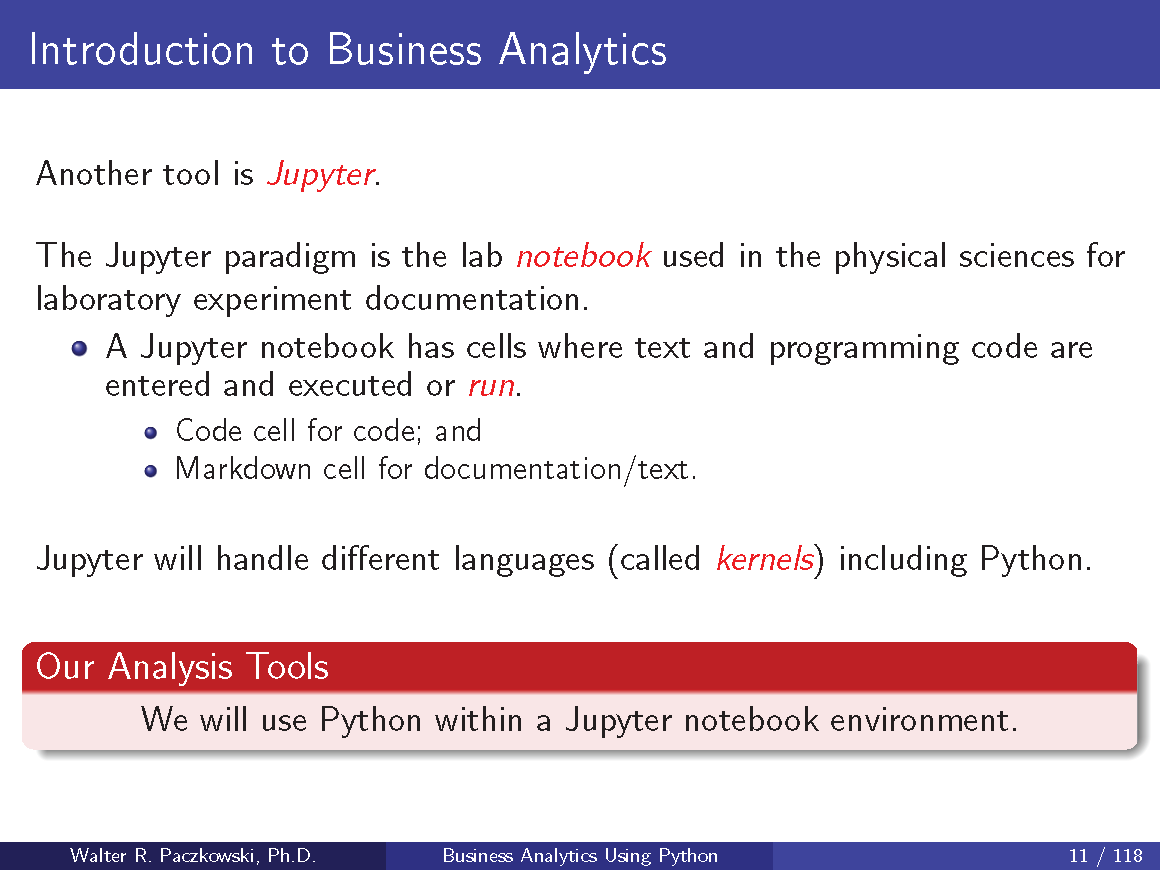 Introduction to Business Analytics
Another tool is Jupyter.
The Jupyter paradigm is the lab notebook used in the physical sciences for
laboratory experiment documentation.
A Jupyter notebook has cells where text and programming code are
entered and executed or run.
Code cell for code; and
Markdown cell for documentation/text.
Jupyter will handle different languages (called kernels) including Python.
Our Analysis Tools
We will use Python within a Jupyter notebook environment.
Walter R. Paczkowski, Ph.D. Business Analytics Using Python 11 / 118